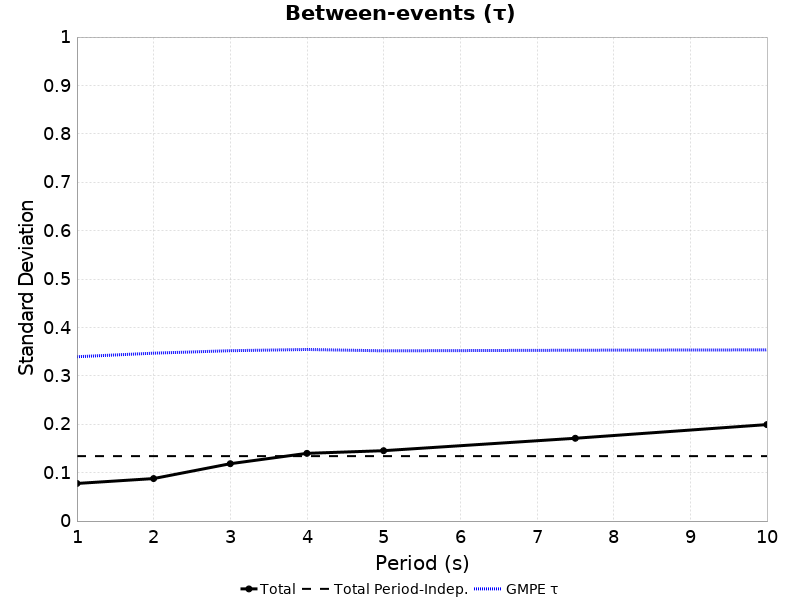 Between-events (τ)
1
0.9
0.8
0.7
0.6
0.5
0.4
0.3
0.2
0.1
0
Standard Deviation
1 2 3 4 5 6 7 8 9 10
Period (s)
Total Total Period-Indep. GMPE τ